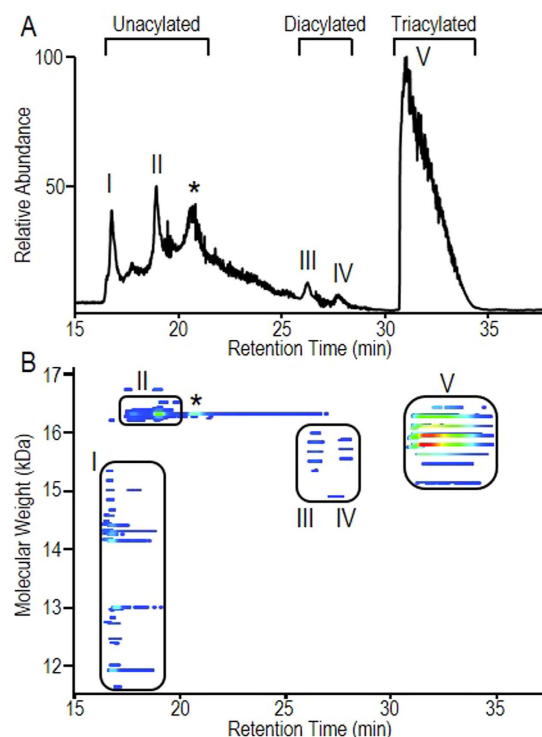 A
Unacylated Diacylated Triacylated
V
100
II
I
*
50
III
IV
Relative Abundance
15 20 25 30 35
Retention Time (min)
B
17
II
*
V
16
I
15
III IV
14
13
12
Molecular Weight (kDa)
15 20 25 30 35
Retention Time (min)